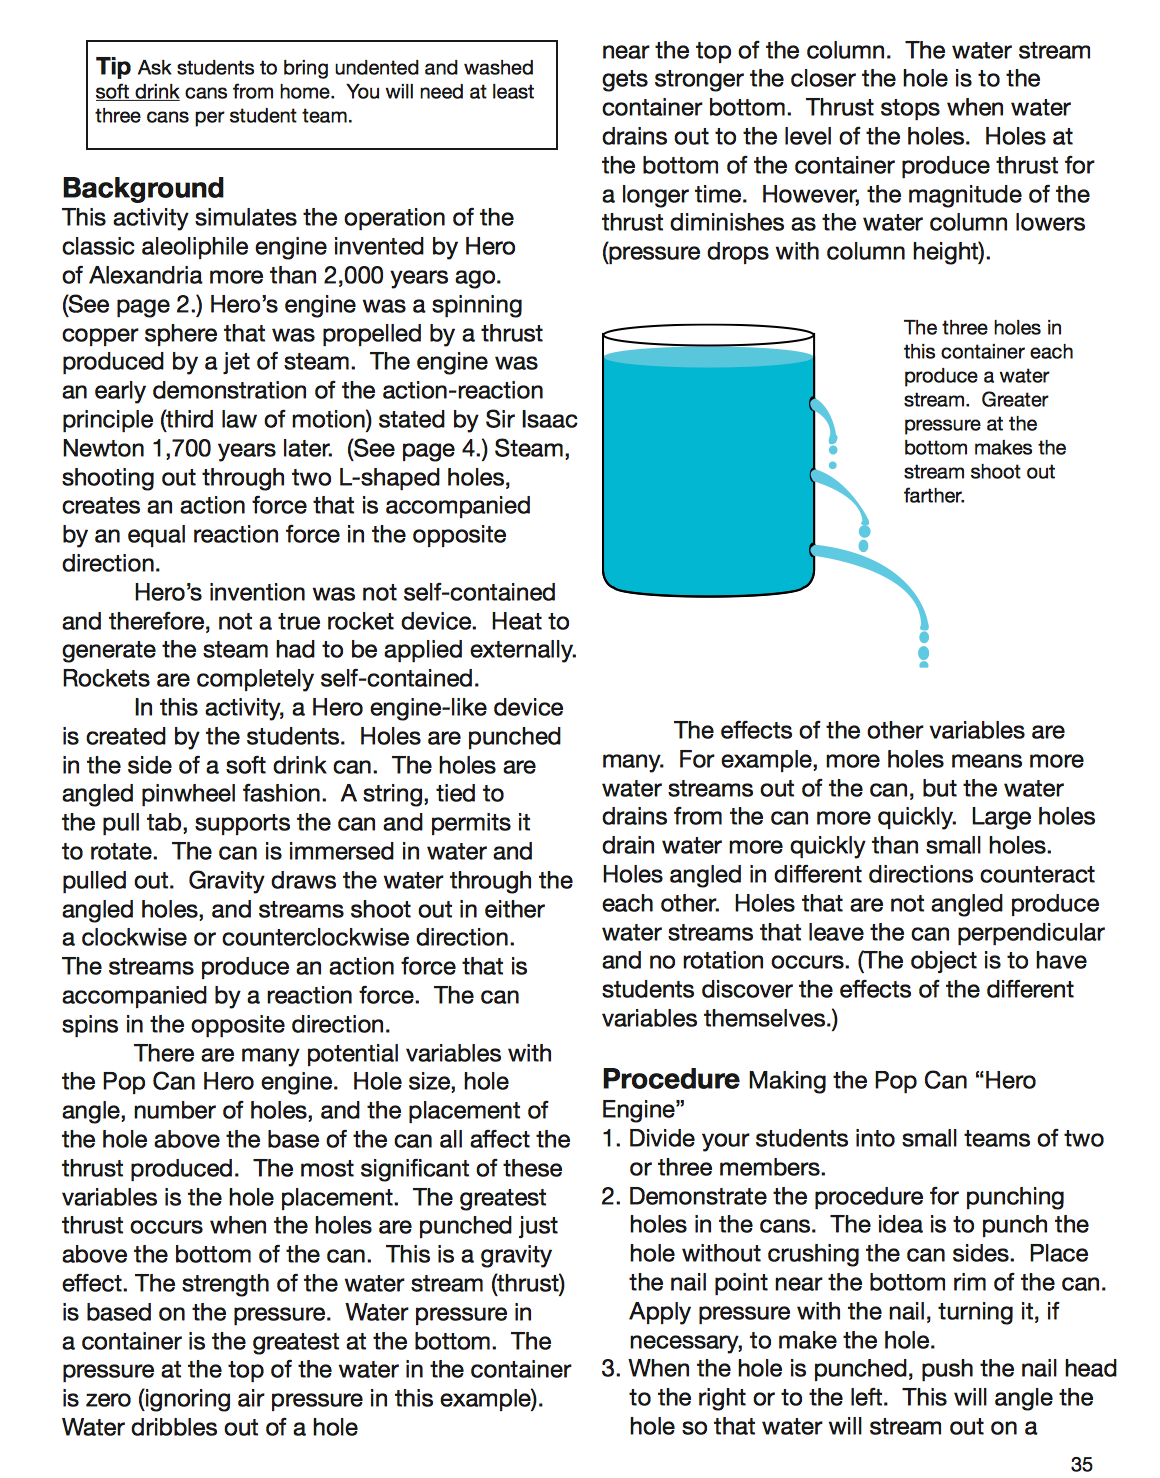 Tip Ask students to bring undented and washed
soft drink cans from home. You will need at least
three cans per student team.
Background
This activity simulates the operation of the
classic aleoliphile engine invented by Hero
of Alexandria more than 2,000 years ago.
(See page 2.) Hero’s engine was a spinning
copper sphere that was propelled by a thrust
produced by a jet of steam. The engine was
an early demonstration of the action-reaction
principle (third law of motion) stated by Sir Isaac
Newton 1,700 years later. (See page 4.) Steam,
shooting out through two L-shaped holes,
creates an action force that is accompanied
by an equal reaction force in the opposite
direction.
Hero’s invention was not self-contained
and therefore, not a true rocket device. Heat to
generate the steam had to be applied externally.
Rockets are completely self-contained.
In this activity, a Hero engine-like device
is created by the students. Holes are punched
in the side of a soft drink can. The holes are
angled pinwheel fashion. A string, tied to
the pull tab, supports the can and permits it
to rotate. The can is immersed in water and
pulled out. Gravity draws the water through the
angled holes, and streams shoot out in either
a clockwise or counterclockwise direction.
The streams produce an action force that is
accompanied by a reaction force. The can
spins in the opposite direction.
There are many potential variables with
the Pop Can Hero engine. Hole size, hole
angle, number of holes, and the placement of
the hole above the base of the can all affect the
thrust produced. The most significant of these
variables is the hole placement. The greatest
thrust occurs when the holes are punched just
above the bottom of the can. This is a gravity
effect. The strength of the water stream (thrust)
is based on the pressure. Water pressure in
a container is the greatest at the bottom. The
pressure at the top of the water in the container
is zero (ignoring air pressure in this example).
Water dribbles out of a hole
near the top of the column. The water stream
gets stronger the closer the hole is to the
container bottom. Thrust stops when water
drains out to the level of the holes. Holes at
the bottom of the container produce thrust for
a longer time. However, the magnitude of the
thrust diminishes as the water column lowers
(pressure drops with column height).
The three holes in
this container each
produce a water
stream. Greater
pressure at the
bottom makes the
stream shoot out
farther.
The effects of the other variables are
many. For example, more holes means more
water streams out of the can, but the water
drains from the can more quickly. Large holes
drain water more quickly than small holes.
Holes angled in different directions counteract
each other. Holes that are not angled produce
water streams that leave the can perpendicular
and no rotation occurs. (The object is to have
students discover the effects of the different
variables themselves.)
Procedure Making the Pop Can “Hero
Engine”
1. Divide your students into small teams of two
or three members.
2. Demonstrate the procedure for punching
holes in the cans. The idea is to punch the
hole without crushing the can sides. Place
the nail point near the bottom rim of the can.
Apply pressure with the nail, turning it, if
necessary, to make the hole.
3. When the hole is punched, push the nail head
to the right or to the left. This will angle the
hole so that water will stream out on a
35